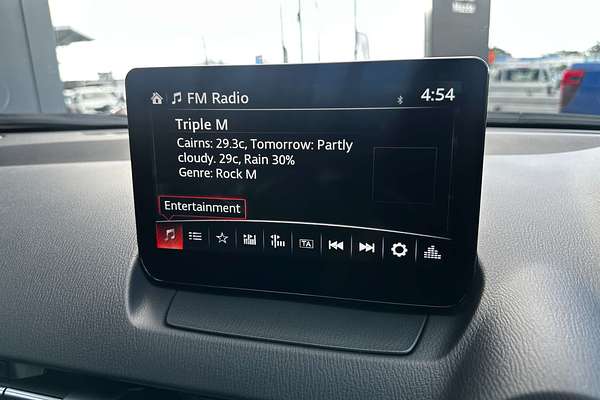 FM Radio
4:54
Triple M
Cairns: 29.3c, Tomorrow: Partly
cloudy. 29c, Rain 30%
Genre: Rock M
Entertainment
TA